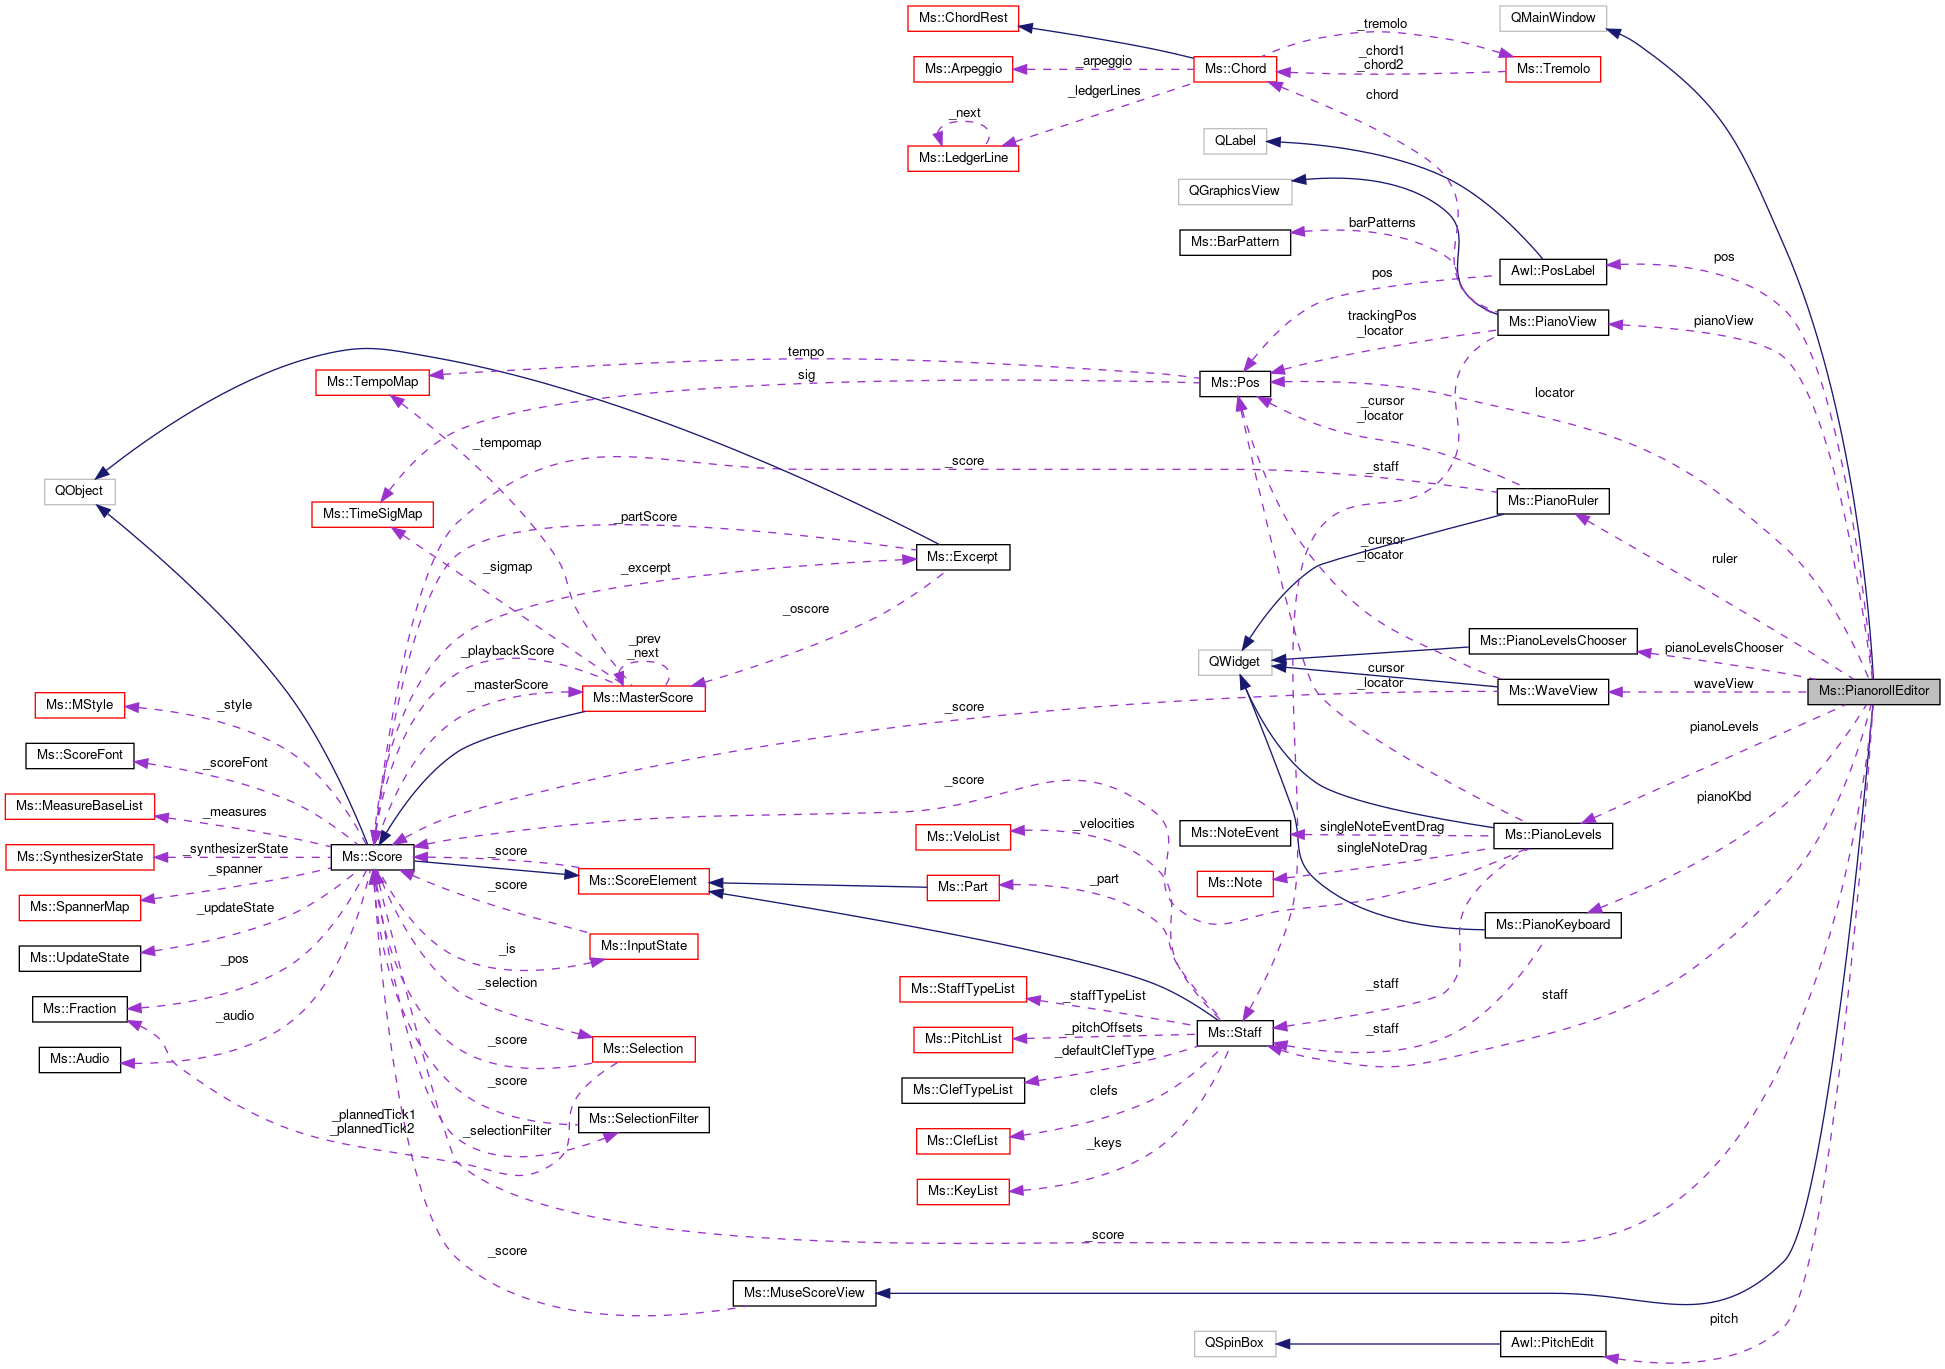 Ms::ChordRest
_tremolo
QMainWindow
_chord1
_chord2
Ms::Arpeggio
_arpeggio
Ms::Chord
Ms::Tremolo
_ledgerLines
chord
_next
QLabel
Ms::LedgerLine
QGraphicsView
barPatterns
Ms::BarPattern
pos
Awl::PosLabel
pos
trackingPos
_locator
Ms::PianoView
pianoView
tempo
sig
Ms::TempoMap
Ms::Pos
locator
_cursor
_locator
_tempomap
_score
_staff
QObject
Ms::PianoRuler
Ms::TimeSigMap
_partScore
_cursor
_locator
Ms::Excerpt
ruler
_sigmap
_excerpt
_oscore
_prev
_next
_playbackScore
Ms::PianoLevelsChooser
pianoLevelsChooser
QWidget
_cursor
_locator
_masterScore
Ms::MasterScore
Ms::WaveView
waveView
Ms::PianorollEditor
Ms::MStyle
_style
_score
pianoLevels
Ms::ScoreFont
_scoreFont
_score
pianoKbd
Ms::MeasureBaseList
_measures
Ms::VeloList
_velocities
Ms::NoteEvent
singleNoteEventDrag
singleNoteDrag
Ms::PianoLevels
Ms::SynthesizerState
_synthesizerState
Ms::Score
_score
_spanner
Ms::ScoreElement
Ms::Part
_part
Ms::Note
Ms::SpannerMap
_score
_updateState
Ms::PianoKeyboard
Ms::UpdateState
_pos
_is
Ms::InputState
_selection
Ms::StaffTypeList
_staffTypeList
_staff
staff
Ms::Fraction
_audio
Ms::PitchList
_pitchOffsets
Ms::Staff
_staff
_score
Ms::Selection
_defaultClefType
Ms::Audio
_score
Ms::ClefTypeList
clefs
_plannedTick1
_plannedTick2
_selectionFilter
Ms::SelectionFilter
Ms::ClefList
_keys
Ms::KeyList
_score
_score
Ms::MuseScoreView
pitch
QSpinBox
Awl::PitchEdit